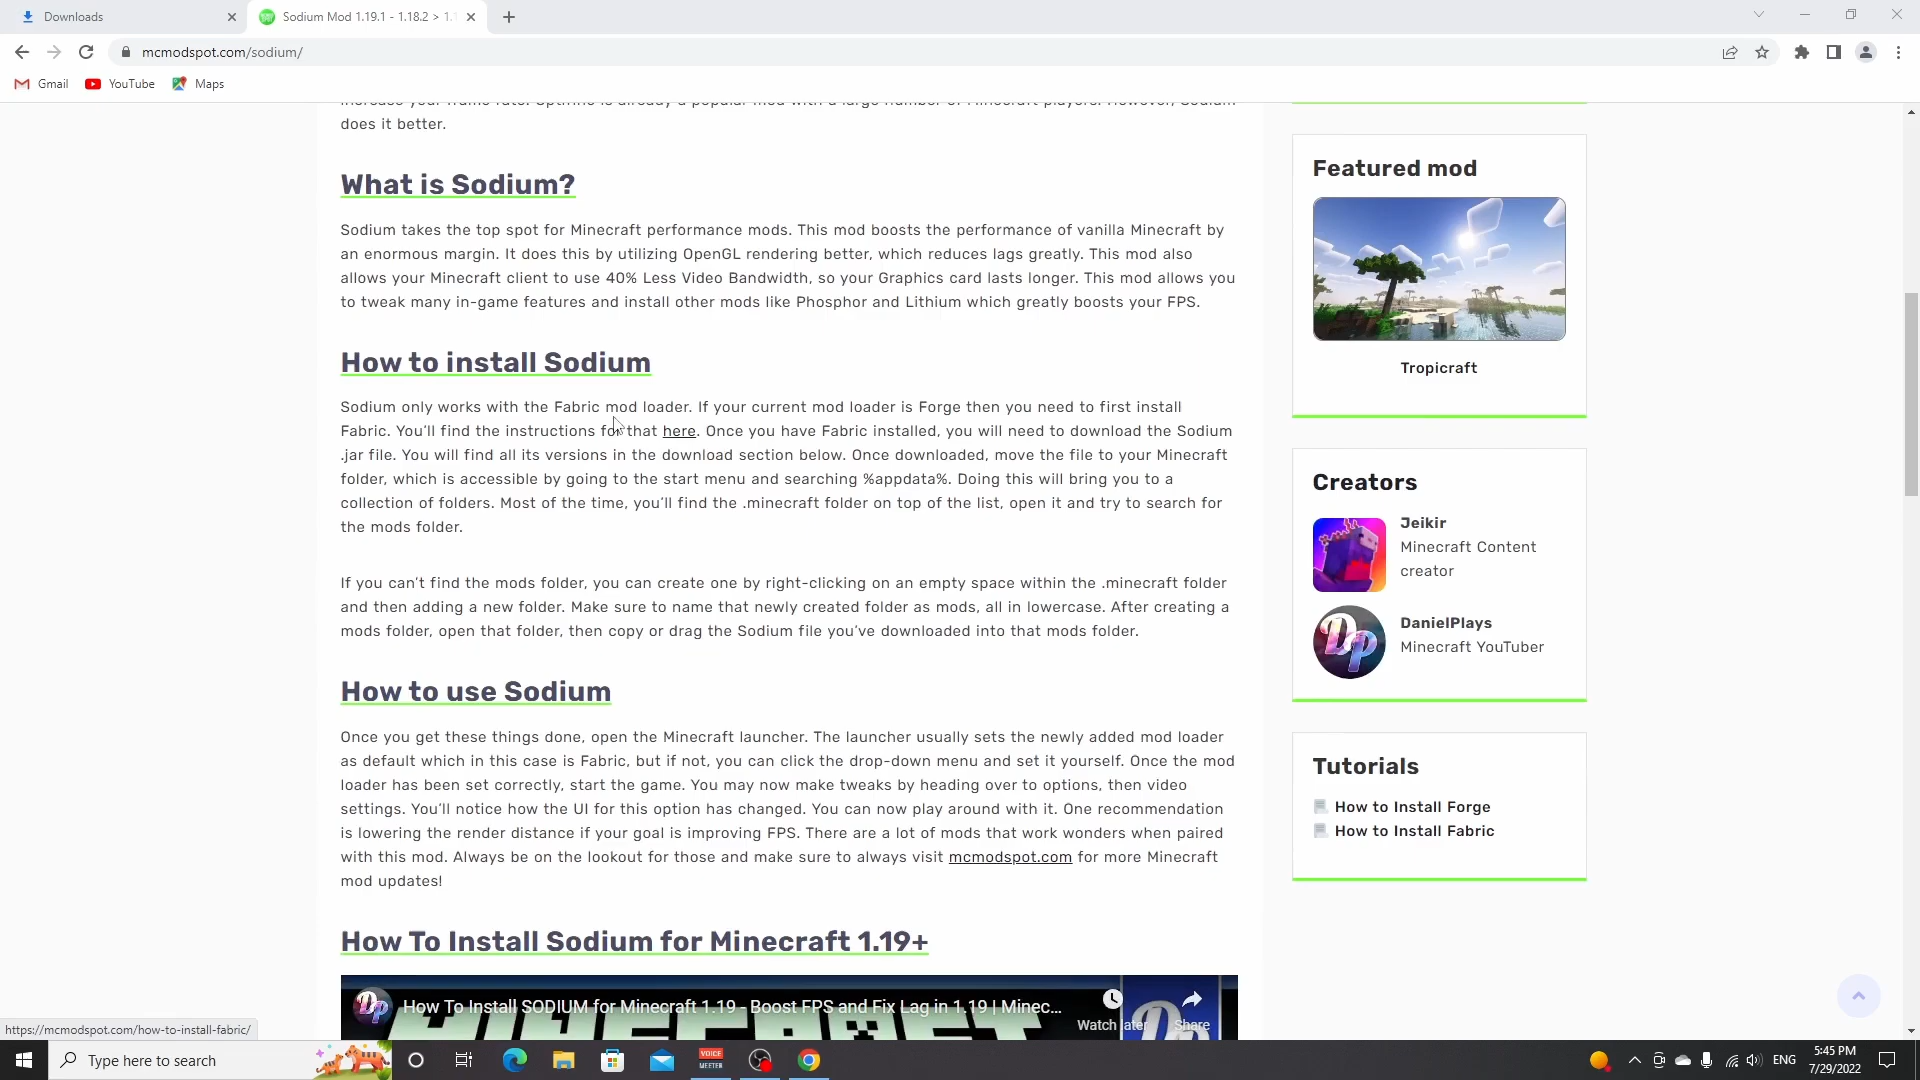 Downloads
Sodium Mod 1.19.1 - 1.18.2 > 1.1
mcmodspot.com/sodium/
Gmail YouTube Maps
does it better.
What is Sodium?
Sodium takes the top spot for Minecraft performance mods. This mod boosts the performance of vanilla Minecraft by
an enormous margin. It does this by utilizing OpenGL rendering better, which reduces lags greatly. This mod also
allows your Minecraft client to use 40% Less Video Bandwidth, so your Graphics card lasts longer. This mod allows you
to tweak many in-game features and install other mods like Phosphor and Lithium which greatly boosts your FPS.
How to install Sodium
Sodium only works with the Fabric mod loader. If your current mod loader is Forge then you need to first install
Fabric. You'll find the instructions for that here. Once you have Fabric installed, you will need to download the Sodium
.jar file. You will find all its versions in the download section below. Once downloaded, move the file to your Minecraft
folder, which is accessible by going to the start menu and searching %appdata%. Doing this will bring you to a
collection of folders. Most of the time, you'll find the .minecraft folder on top of the list, open it and try to search for
the mods folder.
If you can't find the mods folder, you can create one by right-clicking on an empty space within the .minecraft folder
and then adding a new folder. Make sure to name that newly created folder as mods, all in lowercase. After creating a
mods folder, open that folder, then copy or drag the Sodium file you've downloaded into that mods folder.
How to use Sodium
Once you get these things done, open the Minecraft launcher. The launcher usually sets the newly added mod loader
as default which in this case is Fabric, but if not, you can click the drop-down menu and set it yourself. Once the mod
loader has been set correctly, start the game. You may now make tweaks by heading over to options, then video
settings. You'll notice how the UI for this option has changed. You can now play around with it. One recommendation
is lowering the render distance if your goal is improving FPS. There are a lot of mods that work wonders when paired
with this mod. Always be on the lookout for those and make sure to always visit mcmodspot.com for more Minecraft
mod updates!
How To Install Sodium for Minecraft 1.19+
How To Install SODIUM for Minecraft 1.19 - Boost FPS and Fix Lag in 1.19 | Minec...
Watch later Share
Featured mod
Tropicraft
Creators
Jeikir
Minecraft Content
creator
DanielPlays
Minecraft YouTuber
Tutorials
How to Install Forge
How to Install Fabric
https://mcmodspot.com/how-to-install-fabric/
Type here to search
VOICE
MEETER
ENG
5:45 PM
7/29/2022